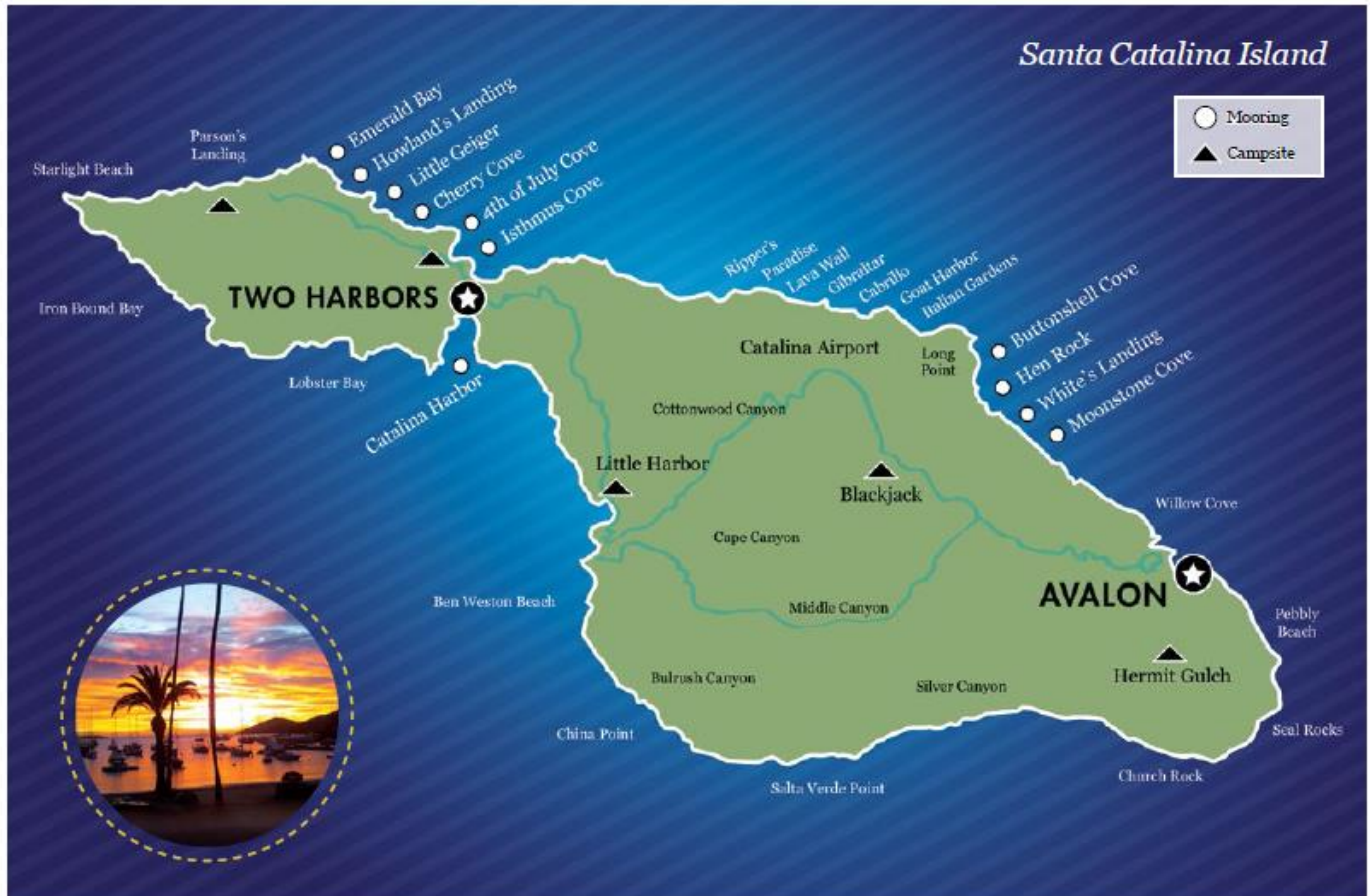 Santa Catalina Island
Mooring
Campsite
Emerald Bay
Howland's Landing
Little Geiger
Cherry Cove
4th of July Cove
Isthmus Cove
Parson's
Landing
Starlight Beach
TWO HARBORS
Iron Bound Bay
Lobster Bay
Catalina Harbor
Ripper's
Paradise
Lava Wall
Gibraltar
Cabrillo
Goat Harbor
Italian Gardens
Buttonshell Cove
Hen Rock
White's Landing
Moonstone Cove
Catalina Airport
Long
Point
Cottonwood Canyon
Little Harbor
Blackjack
Willow Cove
Cape Canyon
AVALON
Ben Weston Beach
Middle Canyon
Pebbly
Beach
Bulrush Canyon
Silver Canyon
Hermit Gulch
China Point
Seal Rocks
Salta Verde Point
Church Rock